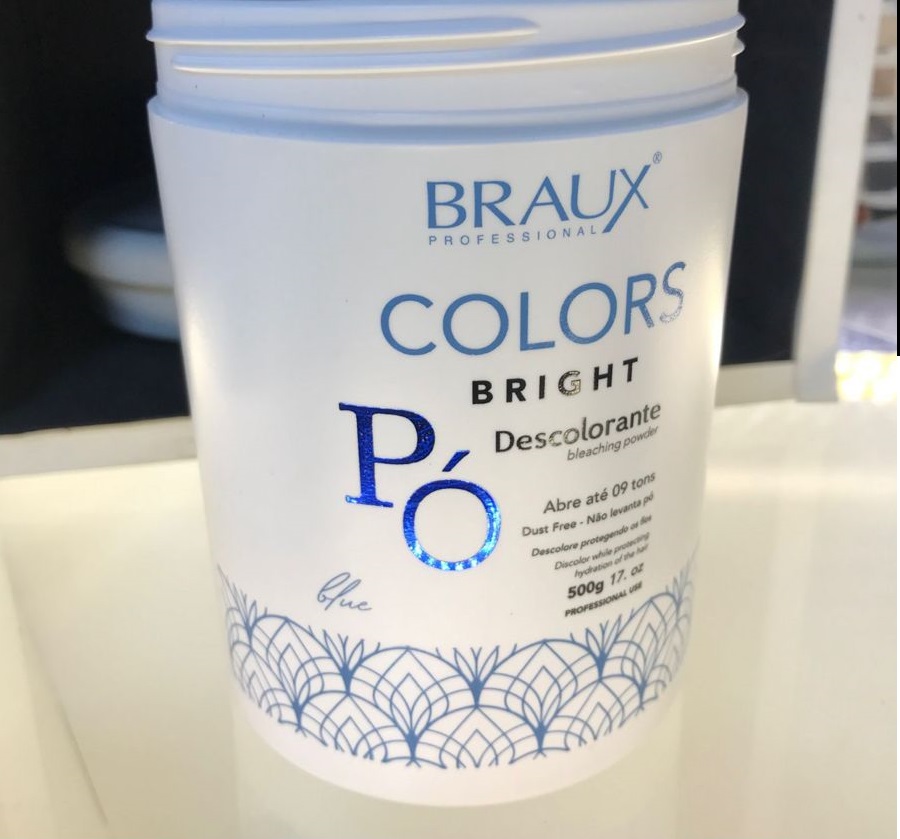 BRAUX®
PROFESSIONAL
COLORS
BRIGHT
PÓ
Descolorante
bleaching powder
Abre até 09 tons
Dust Free - Não levanta pó
Descolore protegendo os fios
Discolor while protecting
hydration of the hair
500g 17. oz
PROFESSIONAL USE
blue